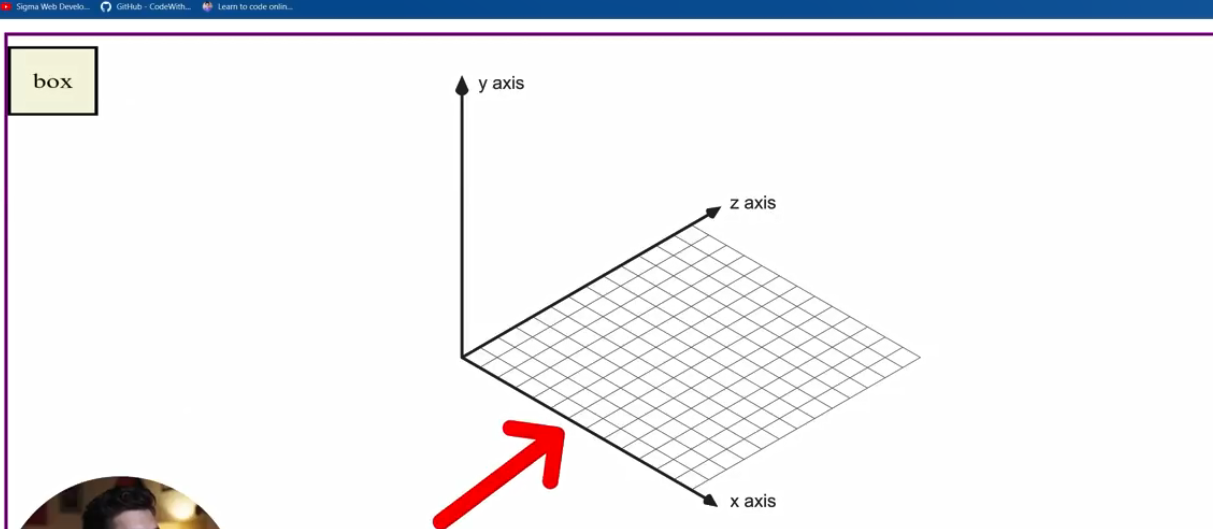 Sigma Web Develo... GitHub - CodeWith... Learn to code onlin...
box
y axis
z axis
x axis